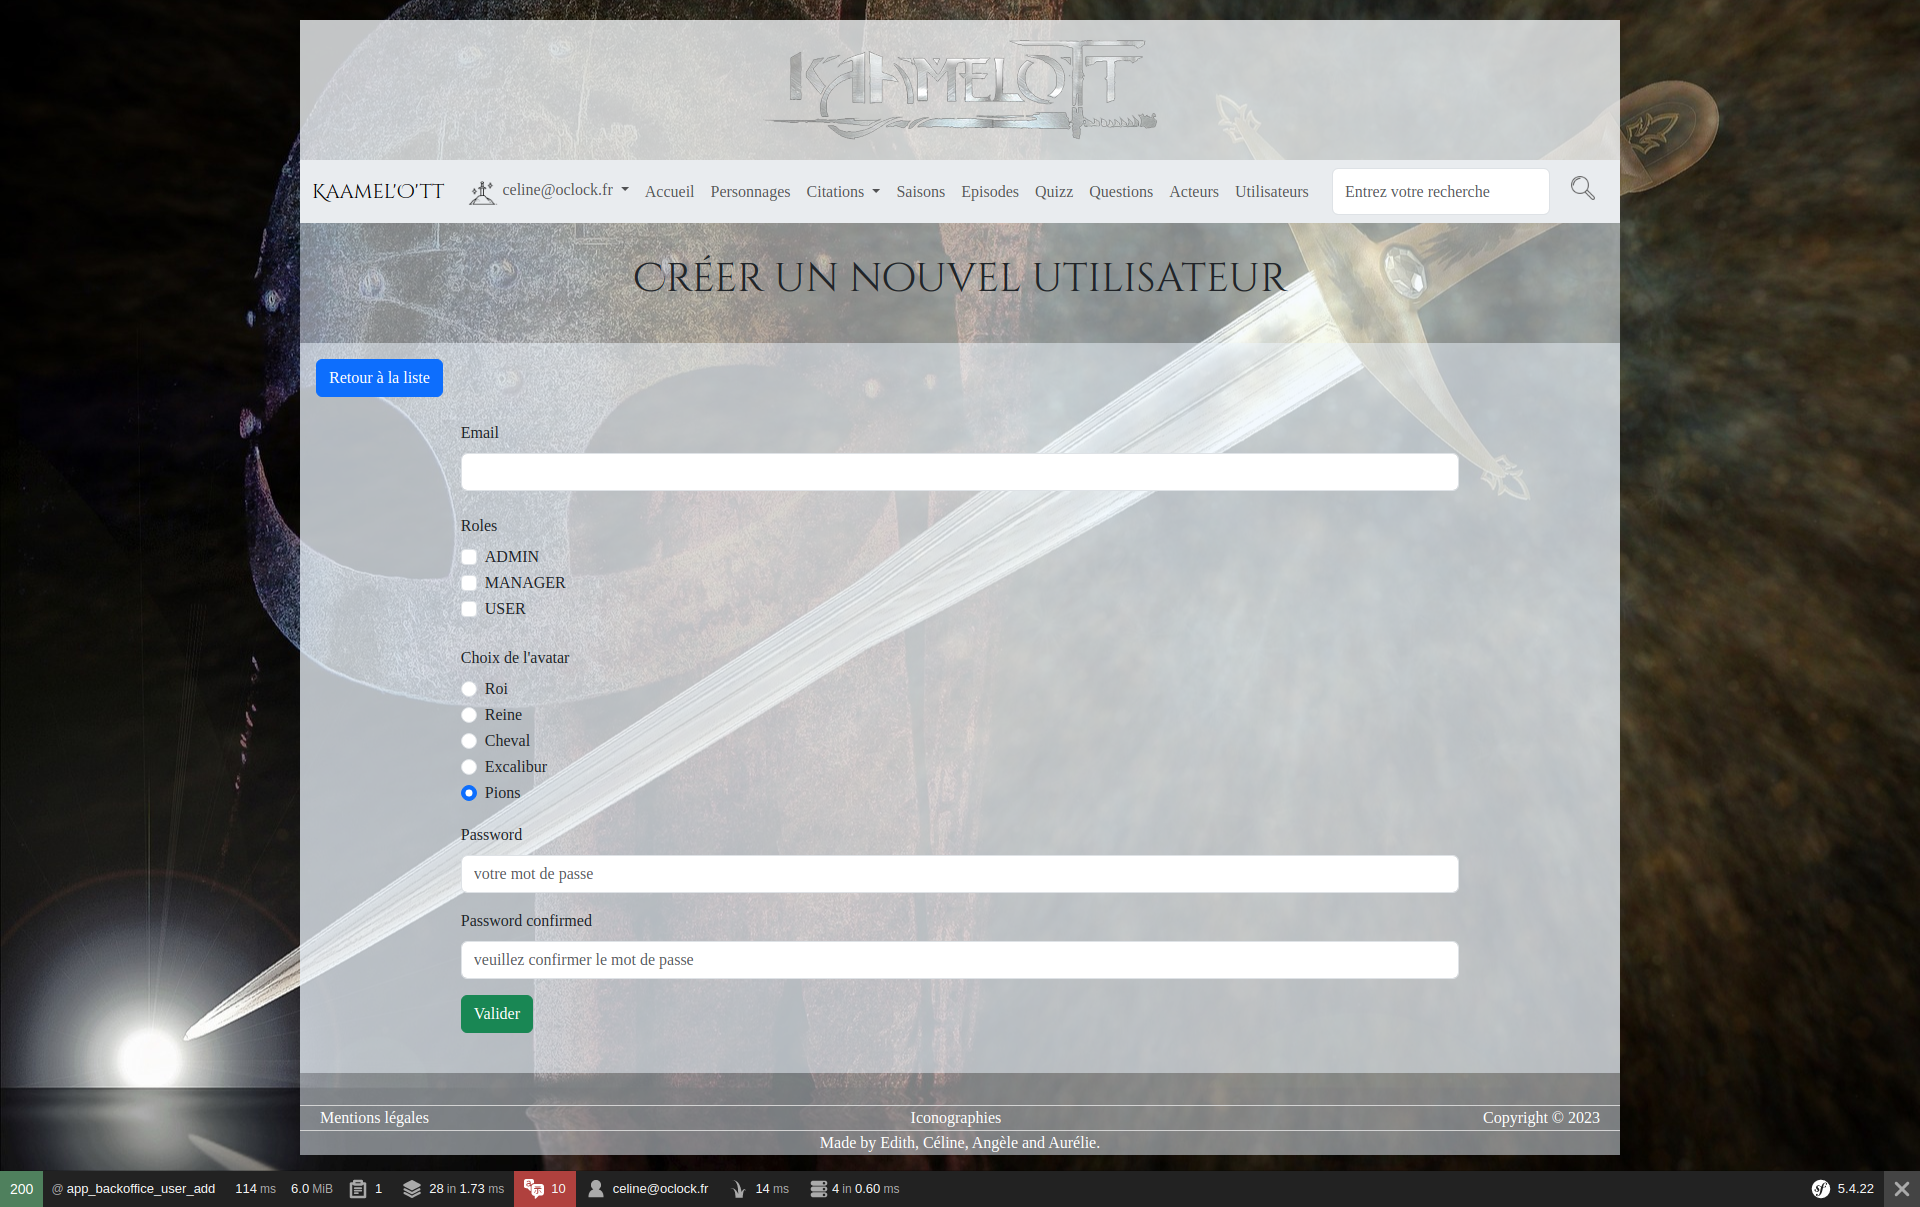 KAAMELOTT
KAAMEL'O'TT celine@oclock.fr Accueil Personnages Citations Saisons Episodes Quizz Questions Acteurs Utilisateurs Entrez votre recherche
CRÉER UN NOUVEL UTILISATEUR
Retour à la liste
Email
Roles
ADMIN
MANAGER
USER
Choix de l'avatar
Roi
Reine
Cheval
Excalibur
Pions
Password
votre mot de passe
Password confirmed
veuillez confirmer le mot de passe
Valider
Mentions légales Iconographies Copyright © 2023
Made by Edith, Céline, Angèle and Aurélie.
200 @ app_backoffice_user_add 114 ms 6.0 MiB 1 28 in 1.73 ms 10 celine@oclock.fr 14 ms 4 in 0.60 ms sf 5.4.22